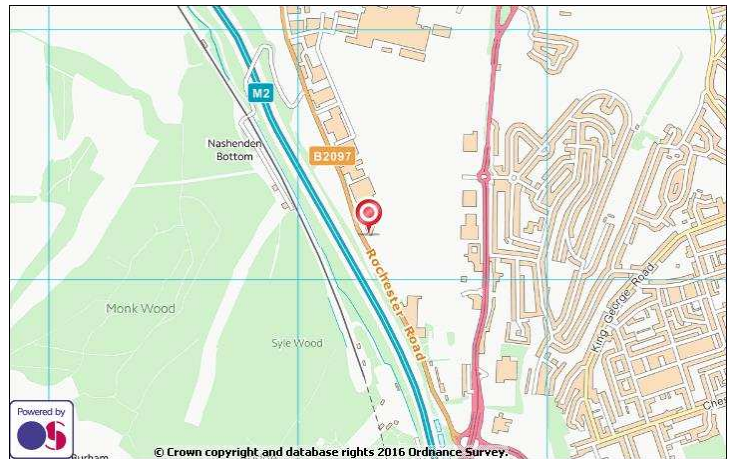 M2
Nashenden
Bottom
B2097
Rochester Road
King George Road
Monk Wood
Syle Wood
Powered by
OS
© Crown copyright and database rights 2016 Ordnance Survey.